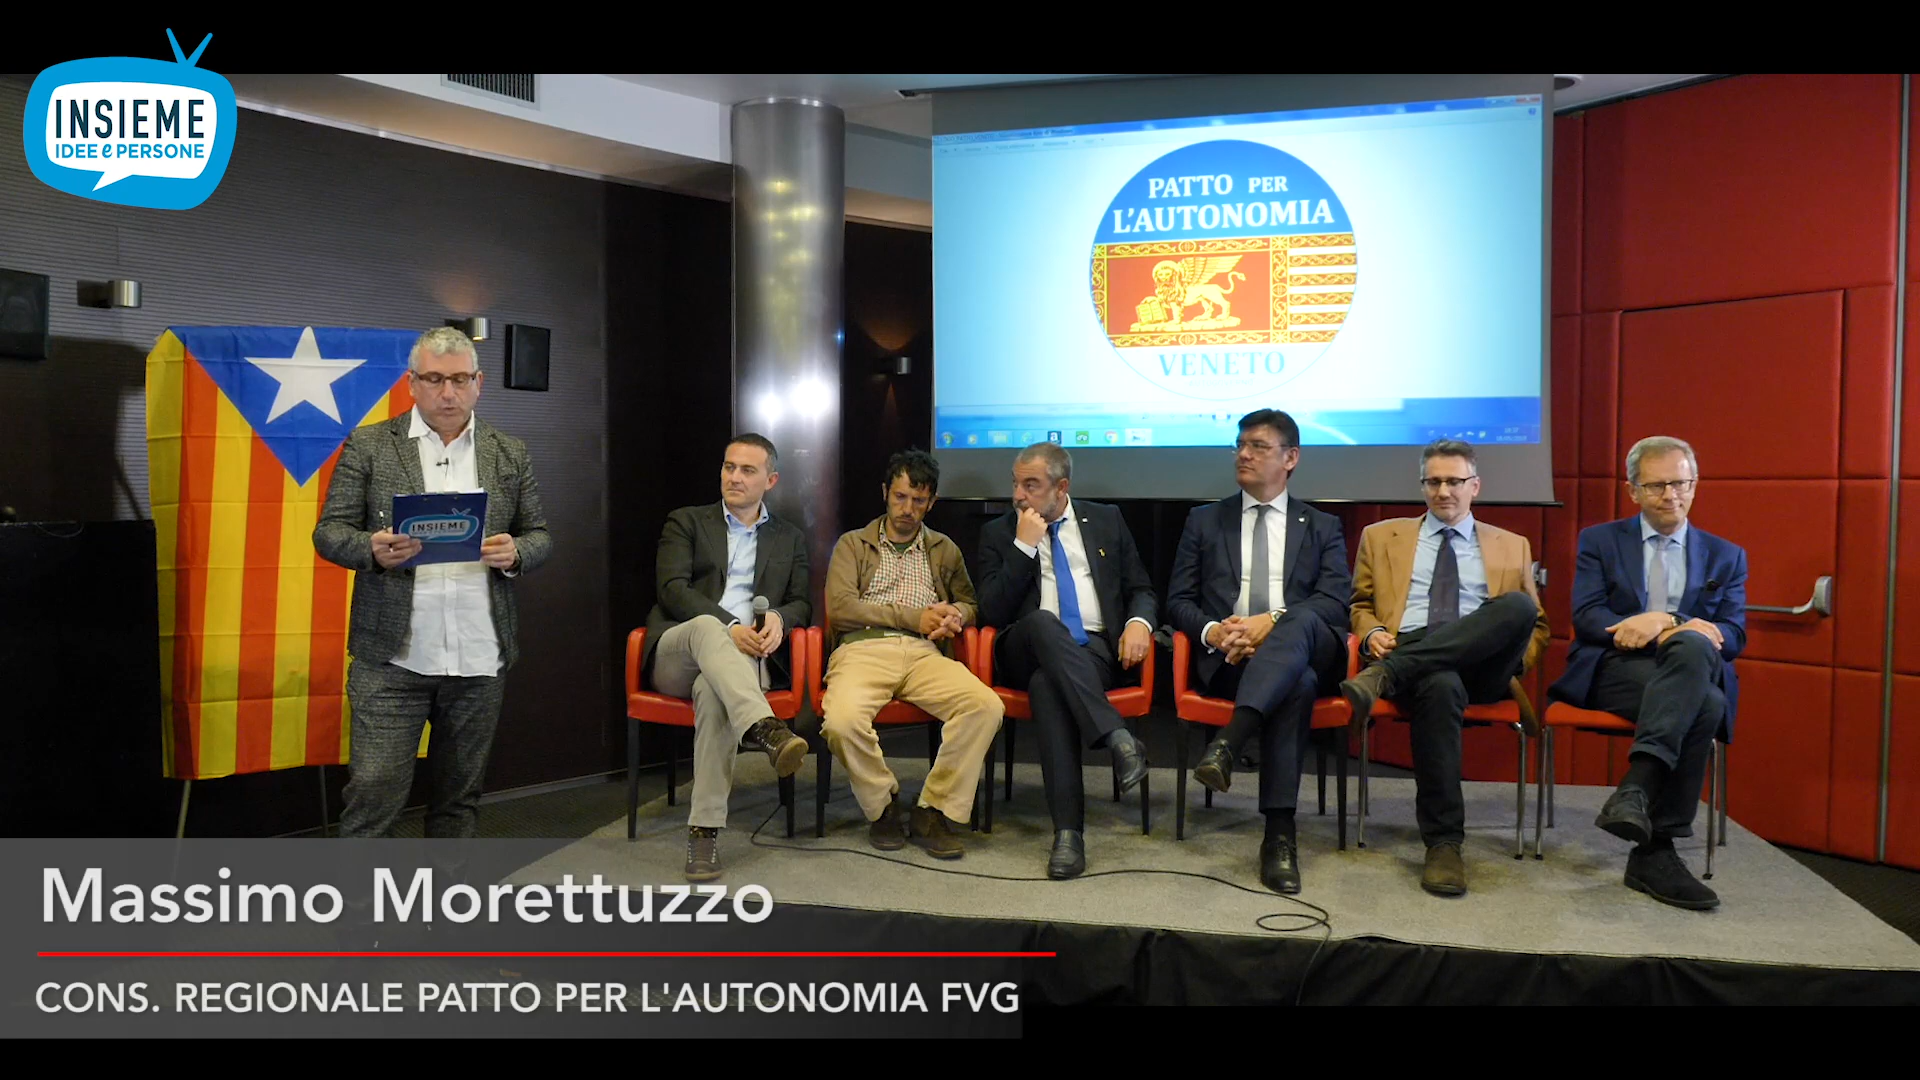 INSIEME
IDEE e PERSONE
PATTO PER
L'AUTONOMIA
VENETO
INSIEME
Massimo Morettuzzo
CONS. REGIONALE PATTO PER L'AUTONOMIA FVG